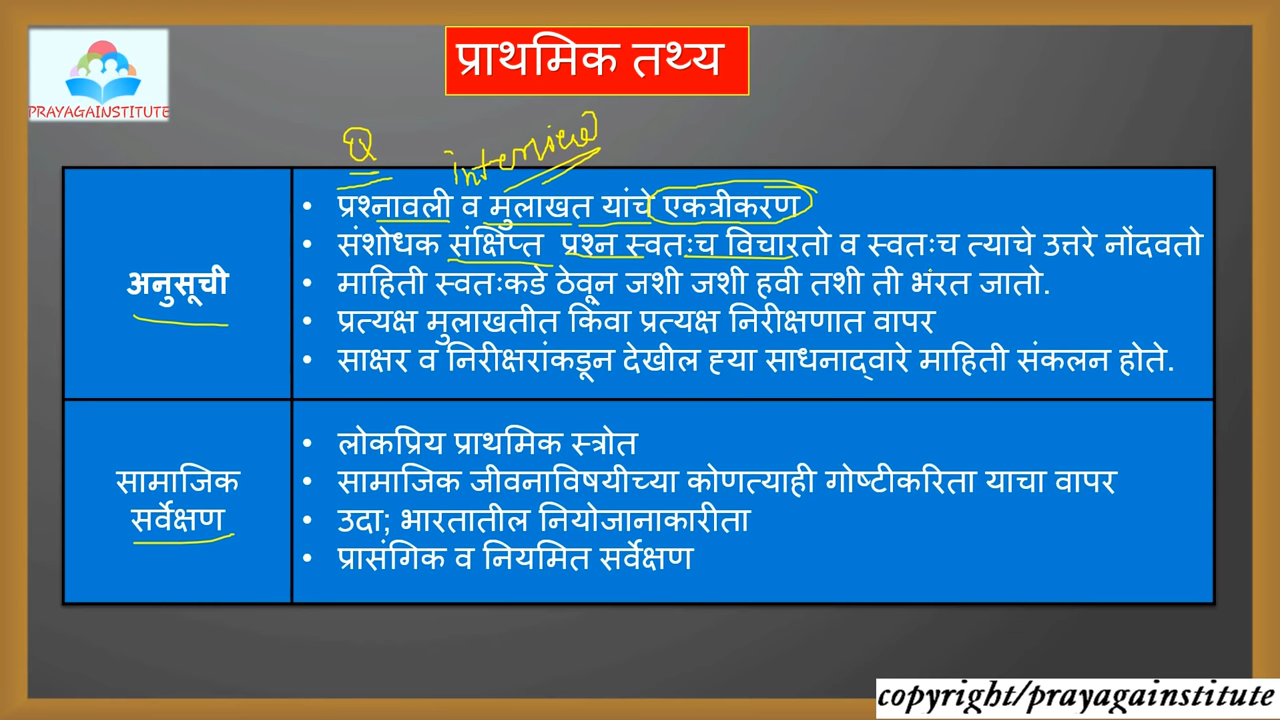 प्राथमिक तथ्य
PRAYAGAINSTITUTE
Q
interview
अनुसूची
• प्रश्नावली व मुलाखत यांचे एकत्रीकरण
• संशोधक संक्षिप्त प्रश्न स्वतःच विचारतो व स्वतःच त्याचे उत्तरे नोंदवतो
• माहिती स्वतःकडे ठेवून जशी जशी हवी तशी ती भंरत जातो.
• प्रत्यक्ष मुलाखतीत किंवा प्रत्यक्ष निरीक्षणात वापर
• साक्षर व निरीक्षरांकडून देखील ह्या साधनाद्वारे माहिती संकलन होते.
सामाजिक
सर्वेक्षण
• लोकप्रिय प्राथमिक स्त्रोत
• सामाजिक जीवनाविषयीच्या कोणत्याही गोष्टीकरिता याचा वापर
• उदा; भारतातील नियोजानाकारीता
• प्रासंगिक व नियमित सर्वेक्षण
copyright/prayagainstitute